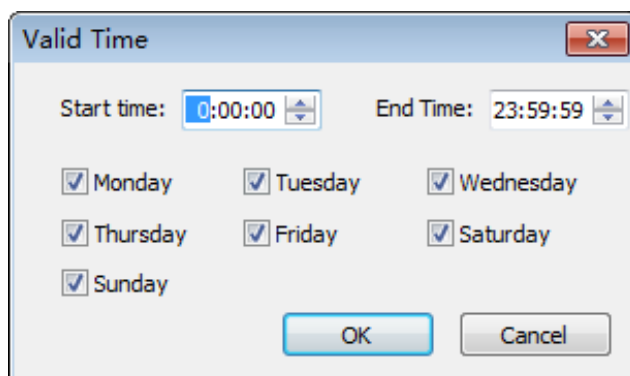 Valid Time
Start time: 0:00:00 End Time: 23:59:59
Monday Tuesday Wednesday
Thursday Friday Saturday
Sunday
OK Cancel